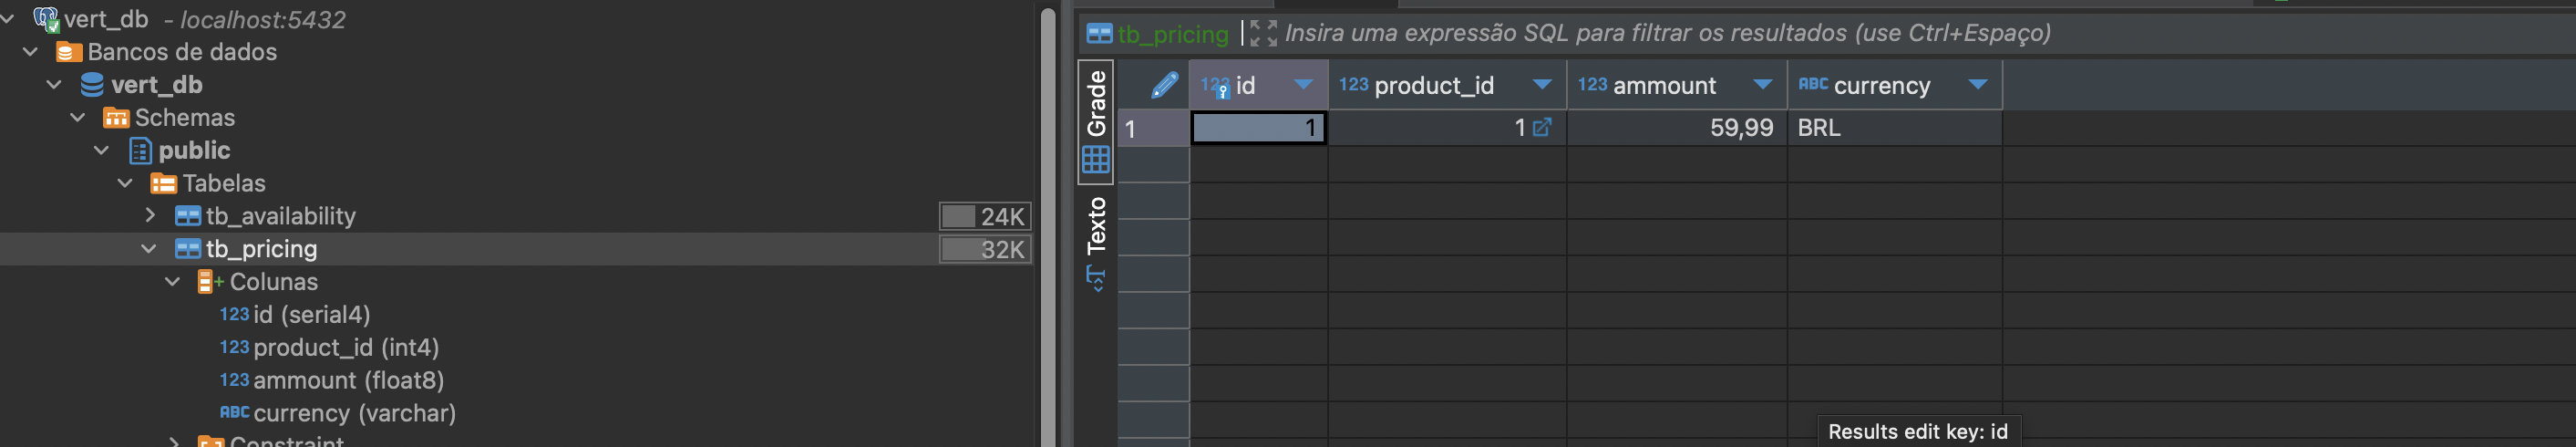 vert_db - localhost:5432
Bancos de dados
vert_db
Schemas
public
Tabelas
tb_availability 24K
tb_pricing 32K
Colunas
123 id (serial4)
123 product_id (int4)
123 ammount (float8)
ABC currency (varchar)
Constraint
tb_pricing Insira uma expressão SQL para filtrar os resultados (use Ctrl+Espaço)
Grade
Texto
123 id 123 product_id 123 ammount ABC currency
1 1 1 59,99 BRL
Results edit key: id